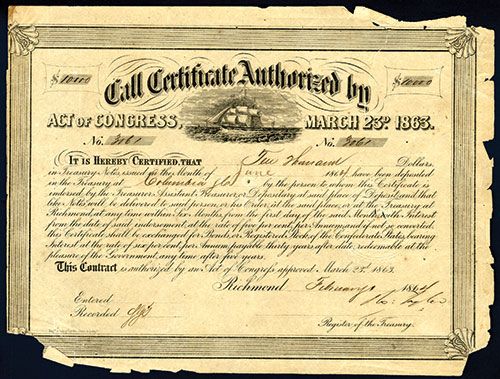 $10000 $10000
Call Certificate Authorized by
ACT OF CONGRESS, MARCH 23D. 1863.
No. 3061 No. 3061
IT IS HEREBY CERTIFIED, THAT Ten Thousand Dollars
in Treasury Notes issued in the Month of June 1864 have been deposited
in the Treasury at Columbia by the person to whom this Certificate is
indorsed by the Treasurer, Assistant Treasurer, or Depositary at said place of Deposit, and that
like Notes will be delivered to said person, or his Order, at the said place, or at the Treasury at
Richmond, at any time within Six Months from the first day of the said Month, with Interest
from the date of said indorsement, at the rate of five per cent, per Annum, and if not so converted,
this Certificate shall be exchanged for Bonds, or Registered Stock, of the Confederate States, bearing
Interest at the rate of six per cent, per Annum, payable thirty years after date, redeemable at the
pleasure of the Government, any time after five years.
This Contract is authorized by an Act of Congress approved March 23d. 1863.
Richmond February 1864
Entered
Recorded
Register of the Treasury.